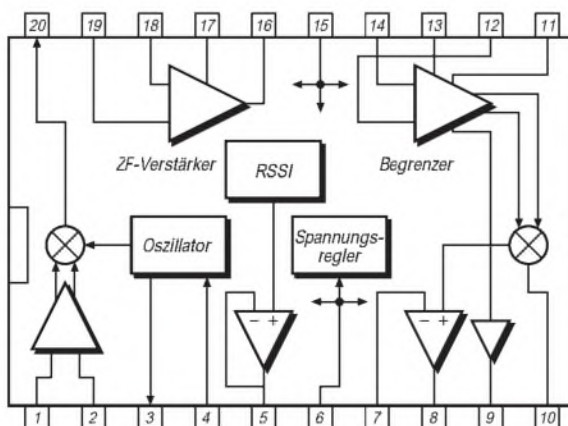 20 19 18 17 16 15 14 13 12 11
ZF-Verstärker
RSSI
Begrenzer
Oszillator
Spannungs-
regler
- +
- +
1 2 3 4 5 6 7 8 9 10